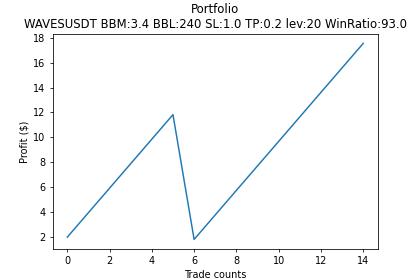 Portfolio
WAVESUSDT BBM:3.4 BBL:240 SL:1.0 TP:0.2 lev:20 WinRatio:93.0
18
16
14
12
10
8
6
4
2
Profit ($)
0 2 4 6 8 10 12 14
Trade counts